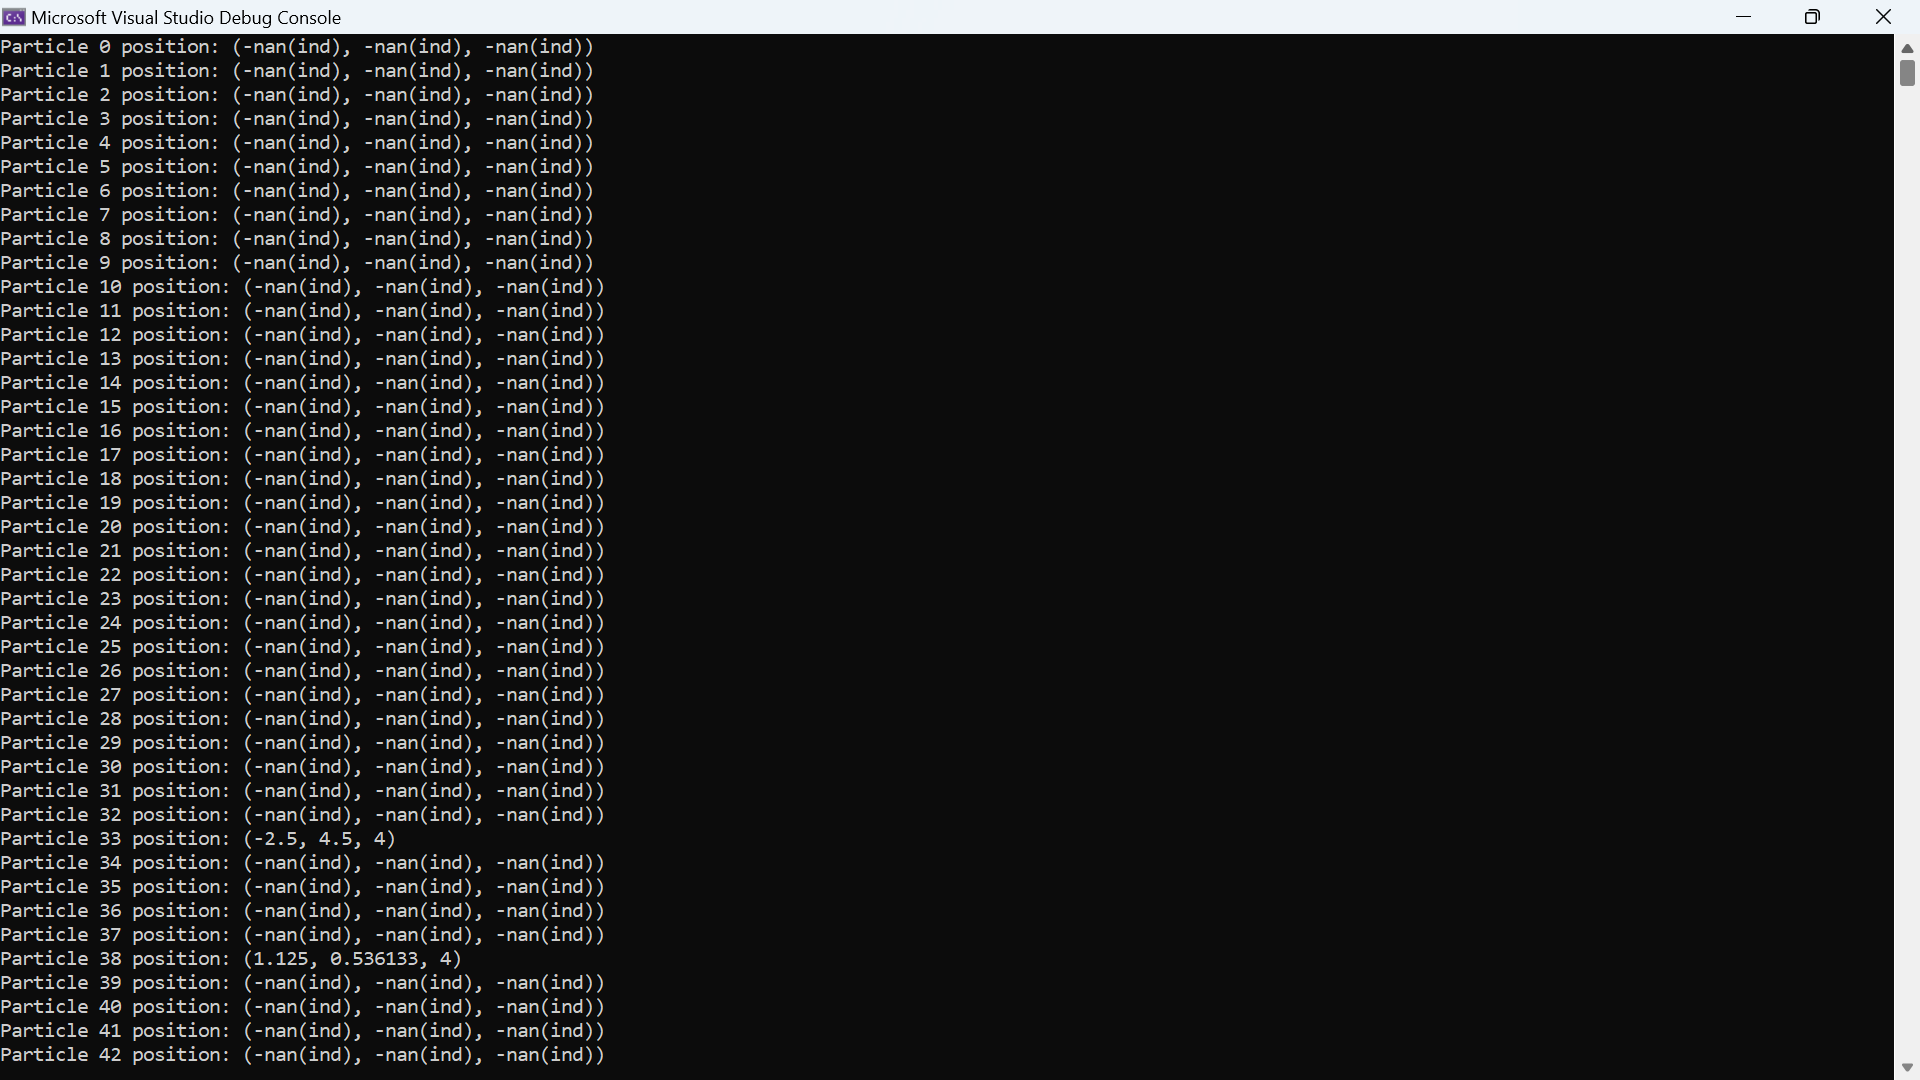 Microsoft Visual Studio Debug Console
Particle 0 position: (-nan(ind), -nan(ind), -nan(ind))
Particle 1 position: (-nan(ind), -nan(ind), -nan(ind))
Particle 2 position: (-nan(ind), -nan(ind), -nan(ind))
Particle 3 position: (-nan(ind), -nan(ind), -nan(ind))
Particle 4 position: (-nan(ind), -nan(ind), -nan(ind))
Particle 5 position: (-nan(ind), -nan(ind), -nan(ind))
Particle 6 position: (-nan(ind), -nan(ind), -nan(ind))
Particle 7 position: (-nan(ind), -nan(ind), -nan(ind))
Particle 8 position: (-nan(ind), -nan(ind), -nan(ind))
Particle 9 position: (-nan(ind), -nan(ind), -nan(ind))
Particle 10 position: (-nan(ind), -nan(ind), -nan(ind))
Particle 11 position: (-nan(ind), -nan(ind), -nan(ind))
Particle 12 position: (-nan(ind), -nan(ind), -nan(ind))
Particle 13 position: (-nan(ind), -nan(ind), -nan(ind))
Particle 14 position: (-nan(ind), -nan(ind), -nan(ind))
Particle 15 position: (-nan(ind), -nan(ind), -nan(ind))
Particle 16 position: (-nan(ind), -nan(ind), -nan(ind))
Particle 17 position: (-nan(ind), -nan(ind), -nan(ind))
Particle 18 position: (-nan(ind), -nan(ind), -nan(ind))
Particle 19 position: (-nan(ind), -nan(ind), -nan(ind))
Particle 20 position: (-nan(ind), -nan(ind), -nan(ind))
Particle 21 position: (-nan(ind), -nan(ind), -nan(ind))
Particle 22 position: (-nan(ind), -nan(ind), -nan(ind))
Particle 23 position: (-nan(ind), -nan(ind), -nan(ind))
Particle 24 position: (-nan(ind), -nan(ind), -nan(ind))
Particle 25 position: (-nan(ind), -nan(ind), -nan(ind))
Particle 26 position: (-nan(ind), -nan(ind), -nan(ind))
Particle 27 position: (-nan(ind), -nan(ind), -nan(ind))
Particle 28 position: (-nan(ind), -nan(ind), -nan(ind))
Particle 29 position: (-nan(ind), -nan(ind), -nan(ind))
Particle 30 position: (-nan(ind), -nan(ind), -nan(ind))
Particle 31 position: (-nan(ind), -nan(ind), -nan(ind))
Particle 32 position: (-nan(ind), -nan(ind), -nan(ind))
Particle 33 position: (-2.5, 4.5, 4)
Particle 34 position: (-nan(ind), -nan(ind), -nan(ind))
Particle 35 position: (-nan(ind), -nan(ind), -nan(ind))
Particle 36 position: (-nan(ind), -nan(ind), -nan(ind))
Particle 37 position: (-nan(ind), -nan(ind), -nan(ind))
Particle 38 position: (1.125, 0.536133, 4)
Particle 39 position: (-nan(ind), -nan(ind), -nan(ind))
Particle 40 position: (-nan(ind), -nan(ind), -nan(ind))
Particle 41 position: (-nan(ind), -nan(ind), -nan(ind))
Particle 42 position: (-nan(ind), -nan(ind), -nan(ind))